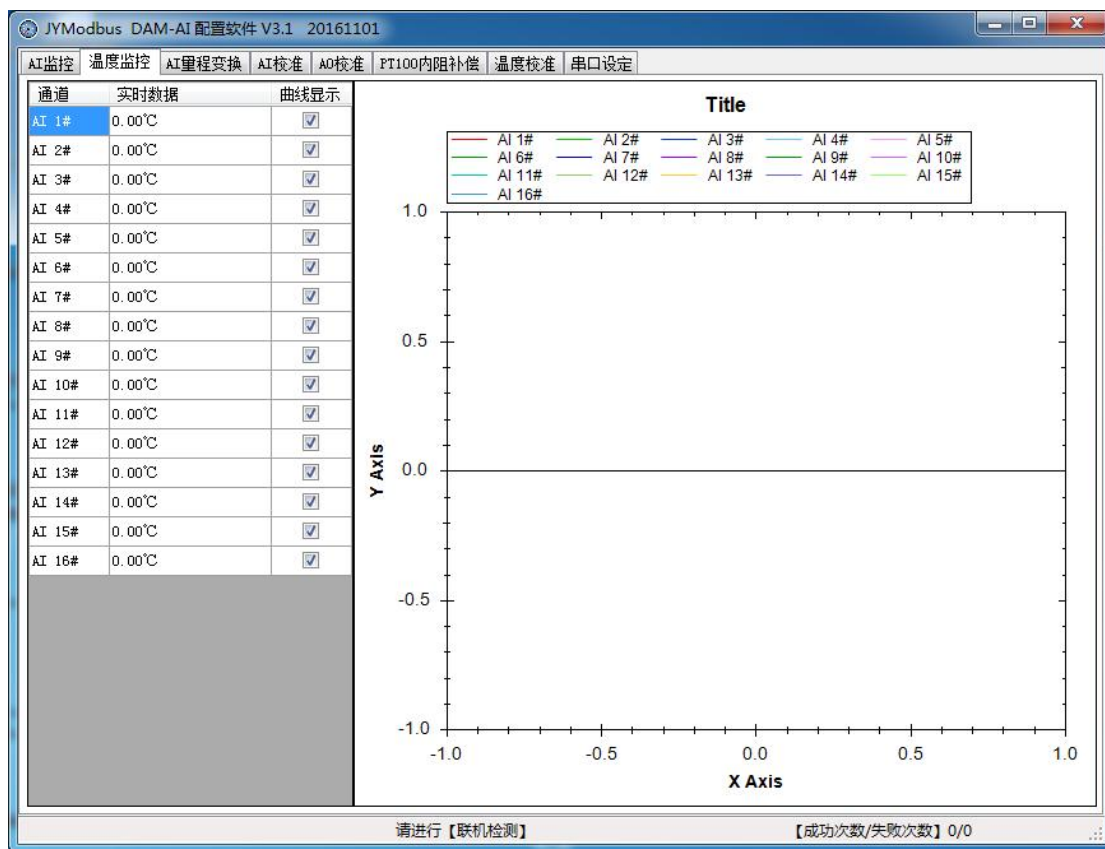 JYModbus DAM-AI 配置软件 V3.1 20161101
AI监控 温度监控 AI量程变换 AI校准 AO校准 PT100内阻补偿 温度校准 串口设定
通道 实时数据 曲线显示
AI 1# 0.00℃
AI 2# 0.00℃
AI 3# 0.00℃
AI 4# 0.00℃
AI 5# 0.00℃
AI 6# 0.00℃
AI 7# 0.00℃
AI 8# 0.00℃
AI 9# 0.00℃
AI 10# 0.00℃
AI 11# 0.00℃
AI 12# 0.00℃
AI 13# 0.00℃
AI 14# 0.00℃
AI 15# 0.00℃
AI 16# 0.00℃
Title
AI 1# AI 2# AI 3# AI 4# AI 5#
AI 6# AI 7# AI 8# AI 9# AI 10#
AI 11# AI 12# AI 13# AI 14# AI 15#
AI 16#
1.0
0.5
0.0
-0.5
-1.0
Y Axis
-1.0 -0.5 0.0 0.5 1.0
X Axis
请进行【联机检测】 【成功次数/失败次数】0/0